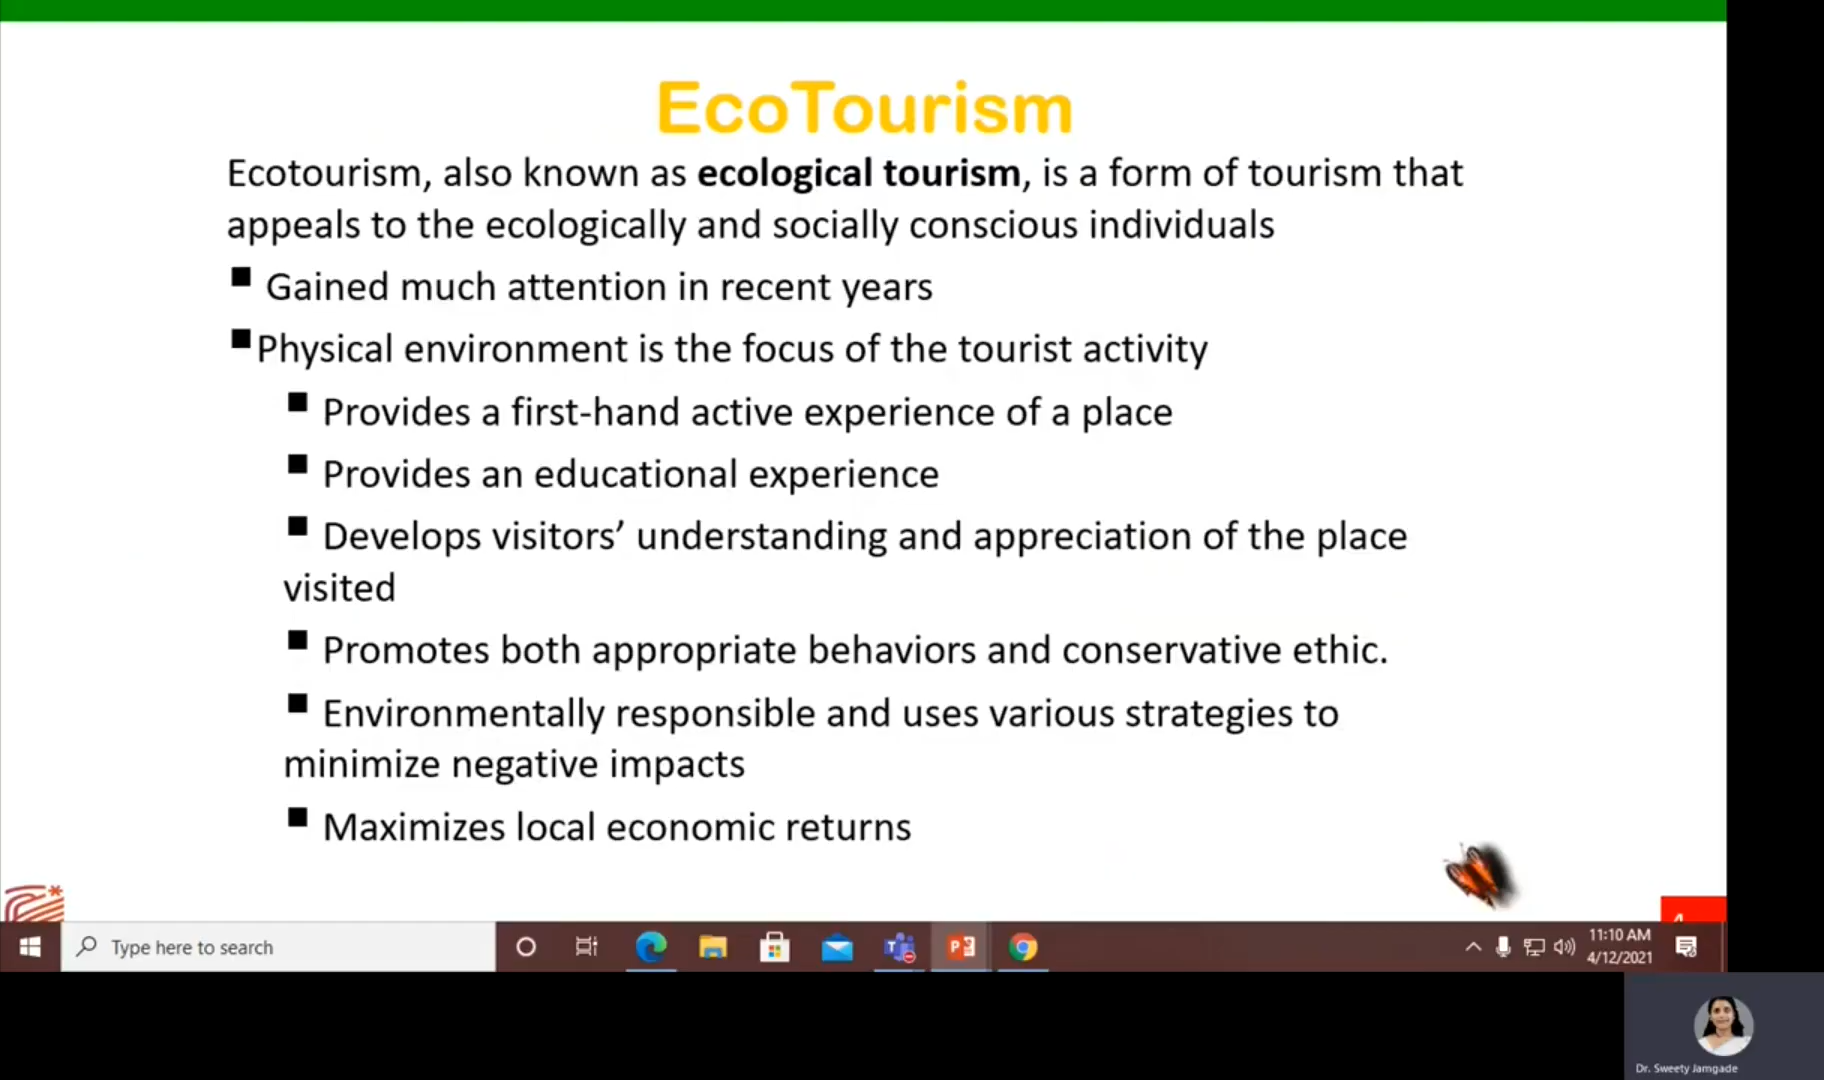 EcoTourism
Ecotourism, also known as ecological tourism, is a form of tourism that
appeals to the ecologically and socially conscious individuals
Gained much attention in recent years
Physical environment is the focus of the tourist activity
Provides a first-hand active experience of a place
Provides an educational experience
Develops visitors’ understanding and appreciation of the place
visited
Promotes both appropriate behaviors and conservative ethic.
Environmentally responsible and uses various strategies to
minimize negative impacts
Maximizes local economic returns
Type here to search
11:10 AM
4/12/2021
Dr. Sweety Jamgade